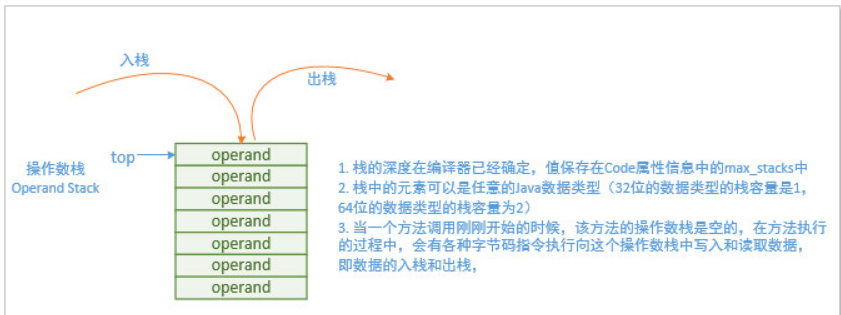 入栈
出栈
操作数栈
Operand Stack
top
operand
operand
operand
operand
operand
operand
operand
1. 栈的深度在编译器已经确定，值保存在Code属性信息中的max_stacks中
2. 栈中的元素可以是任意的Java数据类型（32位的数据类型的栈容量是1，
64位的数据类型的栈容量为2）
3. 当一个方法调用刚刚开始的时候，该方法的操作数栈是空的，在方法执行
的过程中，会有各种字节码指令执行向这个操作数栈中写入和读取数据，
即数据的入栈和出栈，